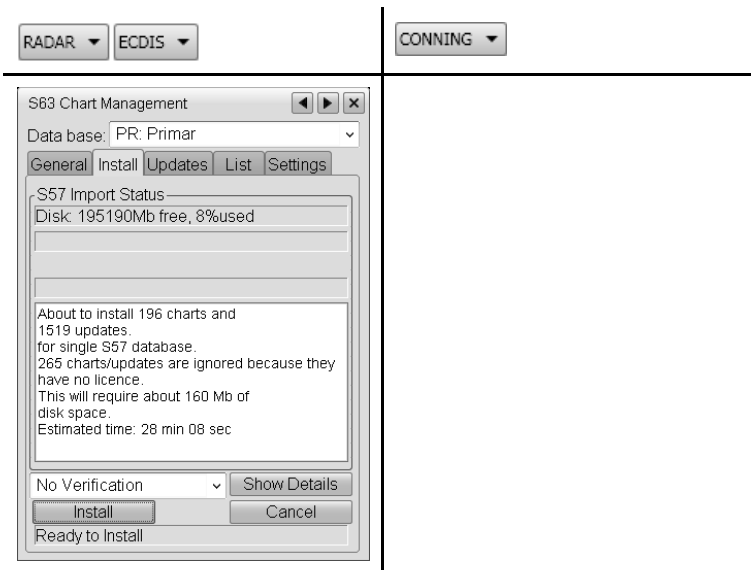 RADAR ECDIS CONNING
S63 Chart Management
Data base: PR: Primar
General Install Updates List Settings
S57 Import Status
Disk: 195190Mb free, 8%used
About to install 196 charts and
1519 updates.
for single S57 database.
265 charts/updates are ignored because they
have no licence.
This will require about 160 Mb of
disk space.
Estimated time: 28 min 08 sec
No Verification Show Details
Install Cancel
Ready to Install